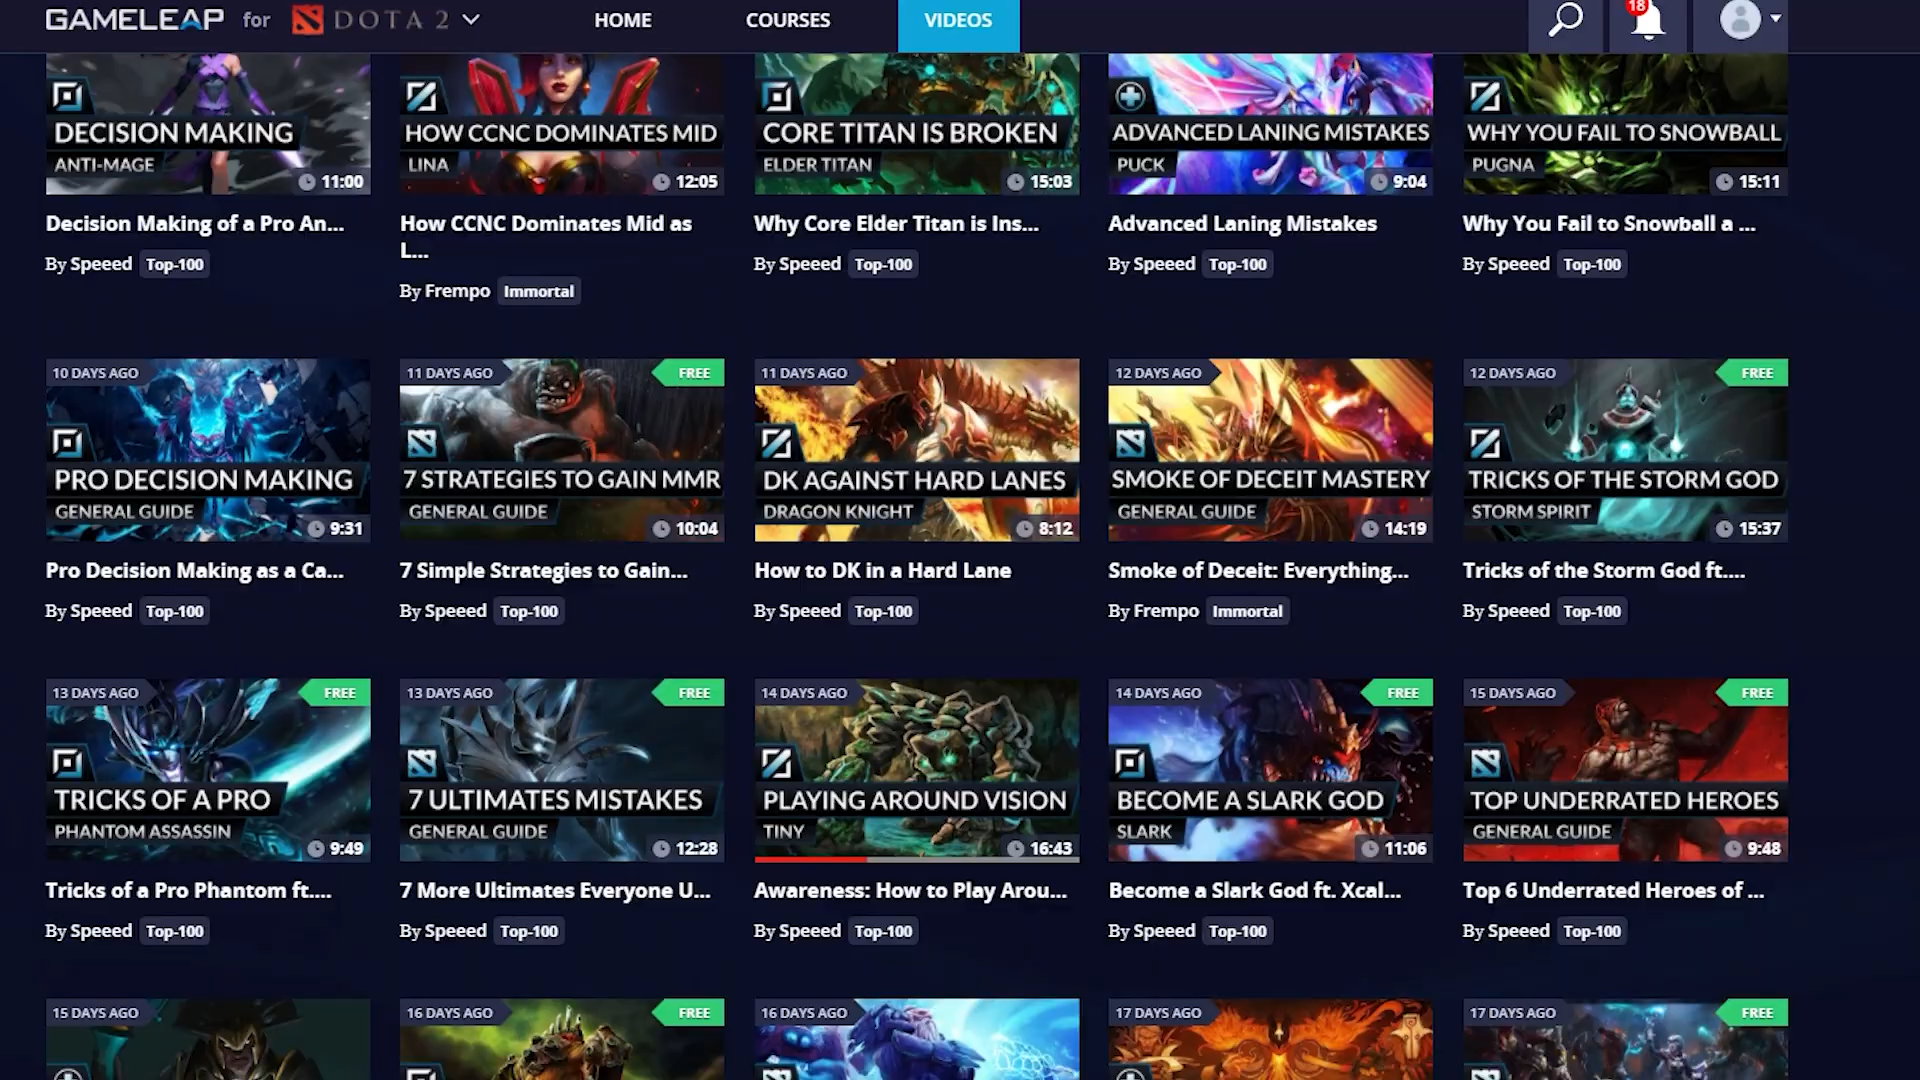 GAMELEAP for DOTA 2 HOME COURSES VIDEOS 18
DECISION MAKING
ANTI-MAGE
11:00
Decision Making of a Pro An...
By Speeed Top-100
HOW CCNC DOMINATES MID
LINA
12:05
How CCNC Dominates Mid as
L...
By Frempo Immortal
CORE TITAN IS BROKEN
ELDER TITAN
15:03
Why Core Elder Titan is Ins...
By Speeed Top-100
ADVANCED LANING MISTAKES
PUCK
9:04
Advanced Laning Mistakes
By Speeed Top-100
WHY YOU FAIL TO SNOWBALL
PUGNA
15:11
Why You Fail to Snowball a ...
By Speeed Top-100
10 DAYS AGO
PRO DECISION MAKING
GENERAL GUIDE
9:31
Pro Decision Making as a Ca...
By Speeed Top-100
11 DAYS AGO FREE
7 STRATEGIES TO GAIN MMR
GENERAL GUIDE
10:04
7 Simple Strategies to Gain...
By Speeed Top-100
11 DAYS AGO
DK AGAINST HARD LANES
DRAGON KNIGHT
8:12
How to DK in a Hard Lane
By Speeed Top-100
12 DAYS AGO
SMOKE OF DECEIT MASTERY
GENERAL GUIDE
14:19
Smoke of Deceit: Everything...
By Frempo Immortal
12 DAYS AGO FREE
TRICKS OF THE STORM GOD
STORM SPIRIT
15:37
Tricks of the Storm God ft....
By Speeed Top-100
13 DAYS AGO FREE
TRICKS OF A PRO
PHANTOM ASSASSIN
9:49
Tricks of a Pro Phantom ft....
By Speeed Top-100
13 DAYS AGO FREE
7 ULTIMATES MISTAKES
GENERAL GUIDE
12:28
7 More Ultimates Everyone U...
By Speeed Top-100
14 DAYS AGO
PLAYING AROUND VISION
TINY
16:43
Awareness: How to Play Arou...
By Speeed Top-100
14 DAYS AGO FREE
BECOME A SLARK GOD
SLARK
11:06
Become a Slark God ft. Xcal...
By Speeed Top-100
15 DAYS AGO FREE
TOP UNDERRATED HEROES
GENERAL GUIDE
9:48
Top 6 Underrated Heroes of ...
By Speeed Top-100
15 DAYS AGO
16 DAYS AGO FREE
16 DAYS AGO
17 DAYS AGO
17 DAYS AGO FREE